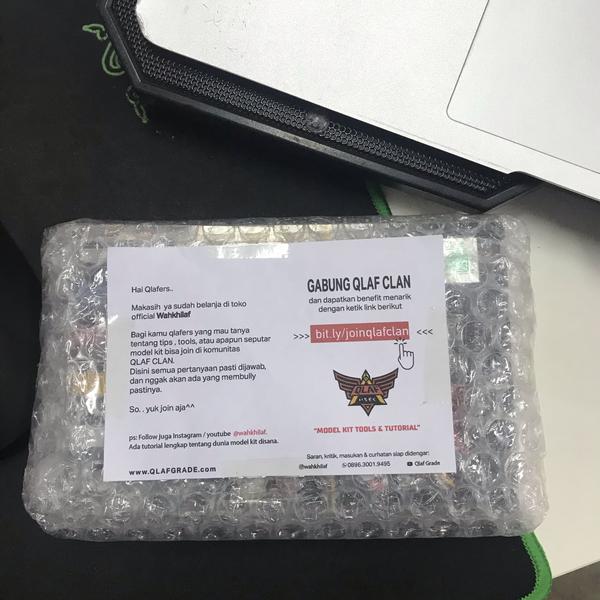 Hai Qlafers..
Makasih ya sudah belanja di toko
official Wahkhilaf
Bagi kamu qlafers yang mau tanya
tentang tips , tools, atau apapun seputar
model kit bisa join di komunitas
QLAF CLAN.
Disini semua pertanyaan pasti dijawab,
dan nggak akan ada yang membully
pastinya.
So. . yuk join aja^^
ps: Follow Juga Instagram / youtube @wahkhilaf.
Ada tutorial lengkap tentang dunia model kit disana.
www.QLAFGRADE.com
GABUNG QLAF CLAN
dan dapatkan benefit menarik
dengan ketik link berikut
>>> bit.ly/joinqlafclan <<<
QLAF
"MODEL KIT TOOLS & TUTORIAL"
Saran, kritik, masukan & curhatan siap didengar:
@wahkhilaf 0896.3001.9495 Qlaf Grade